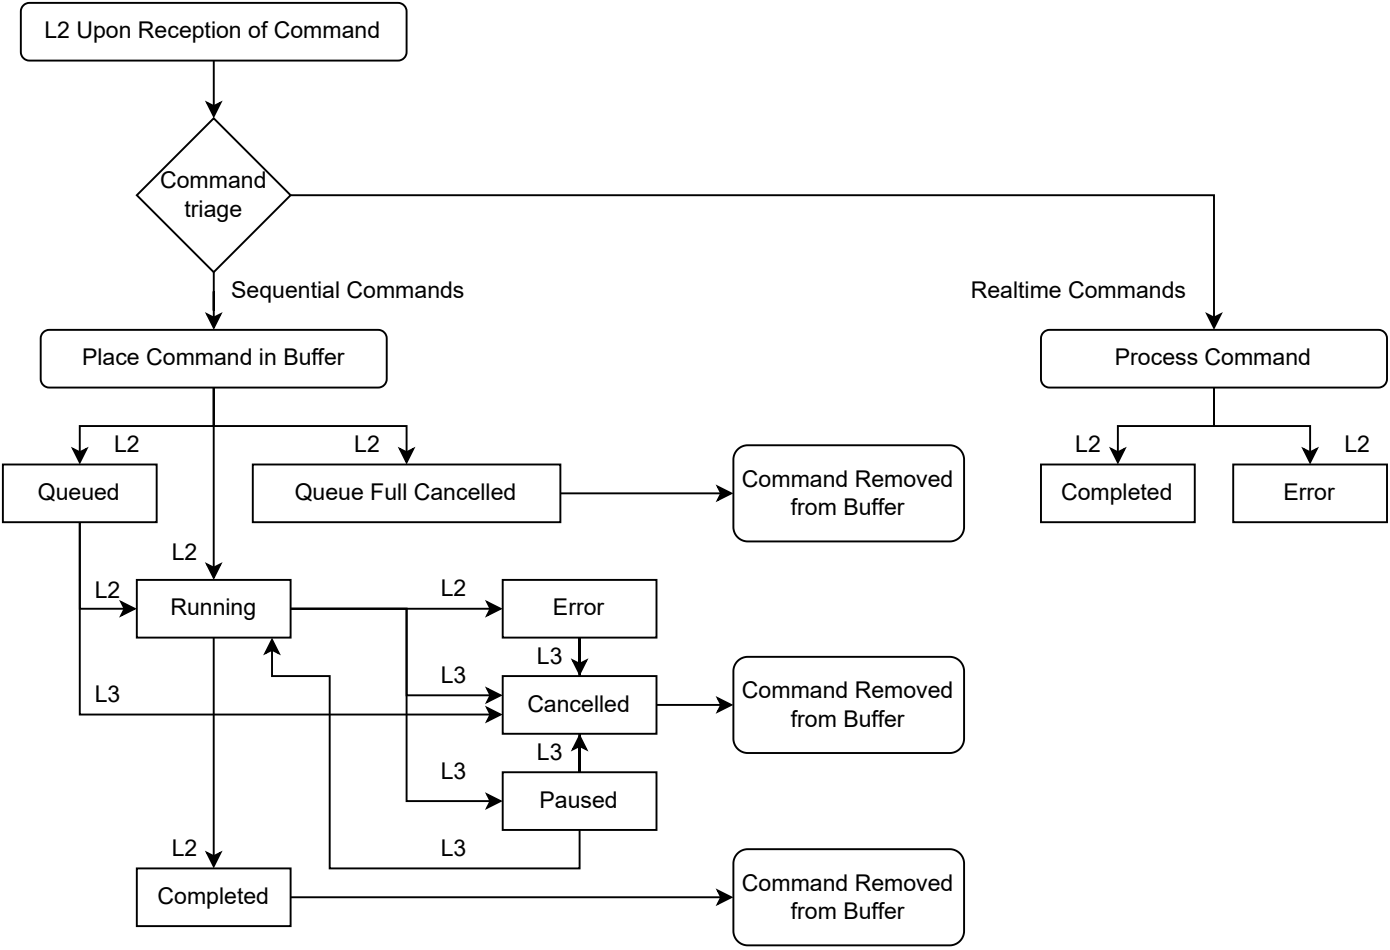 L2 Upon Reception of Command
Command
triage
Sequential Commands
Realtime Commands
Place Command in Buffer
Process Command
L2
L2
L2
L2
Queued
Queue Full Cancelled
Command Removed
from Buffer
Completed
Error
L2
L2
L2
Running
Error
L3
L3
L3
Cancelled
Command Removed
from Buffer
L3
L3
Paused
L2
L3
Completed
Command Removed
from Buffer